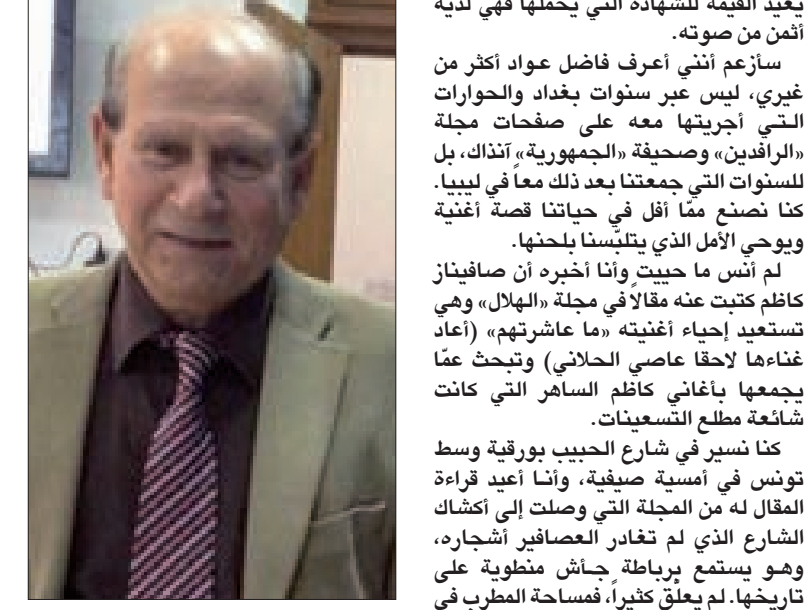 يعيد القيمة للشهادة التي يحملها فهي لديه
أثمن من صوته.
سأزعم أنني أعرف فاضل عواد أكثر من
غيري، ليس عبر سنوات بغداد والحوارات
التي أجريتها معه على صفحات مجلة
«الرافدين» وصحيفة «الجمهورية» آنذاك، بل
للسنوات التي جمعتنا بعد ذلك معاً في ليبيا.
كنا نصنع ممّا أفل في حياتنا قصة أغنية
ويوحي الأمل الذي يتلبّسنا بلحنها.
لم أنس ما حييت وأنا أخبره أن صافيناز
كاظم كتبت عنه مقالاً في مجلة «الهلال» وهي
تستعيد إحياء أغنيته «ما عاشرتهم» (أعاد
غناءها لاحقا عاصي الحلاني) وتبحث عمّا
يجمعها بأغاني كاظم الساهر التي كانت
شائعة مطلع التسعينات.
كنا نسير في شارع الحبيب بورقية وسط
تونس في أمسية صيفية، وأنا أعيد قراءة
المقال له من المجلة التي وصلت إلى أكشاك
الشارع الذي لم تغادر العصافير أشجاره،
وهو يستمع برباطة جأش منطوية على
تاريخها. لم يعلّق كثيراً، فمساحة المطرب في